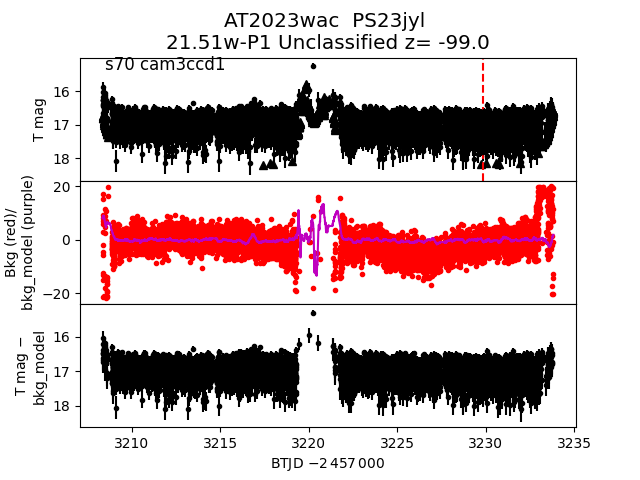 AT2023wac  PS23jyl
21.51w-P1 Unclassified z= -99.0
s70 cam3ccd1
T mag
16
17
18
Bkg (red)/
bkg_model (purple)
20
0
−20
T mag −
bkg_model
16
17
18
3210
3215
3220
3225
3230
3235
BTJD −2 457 000